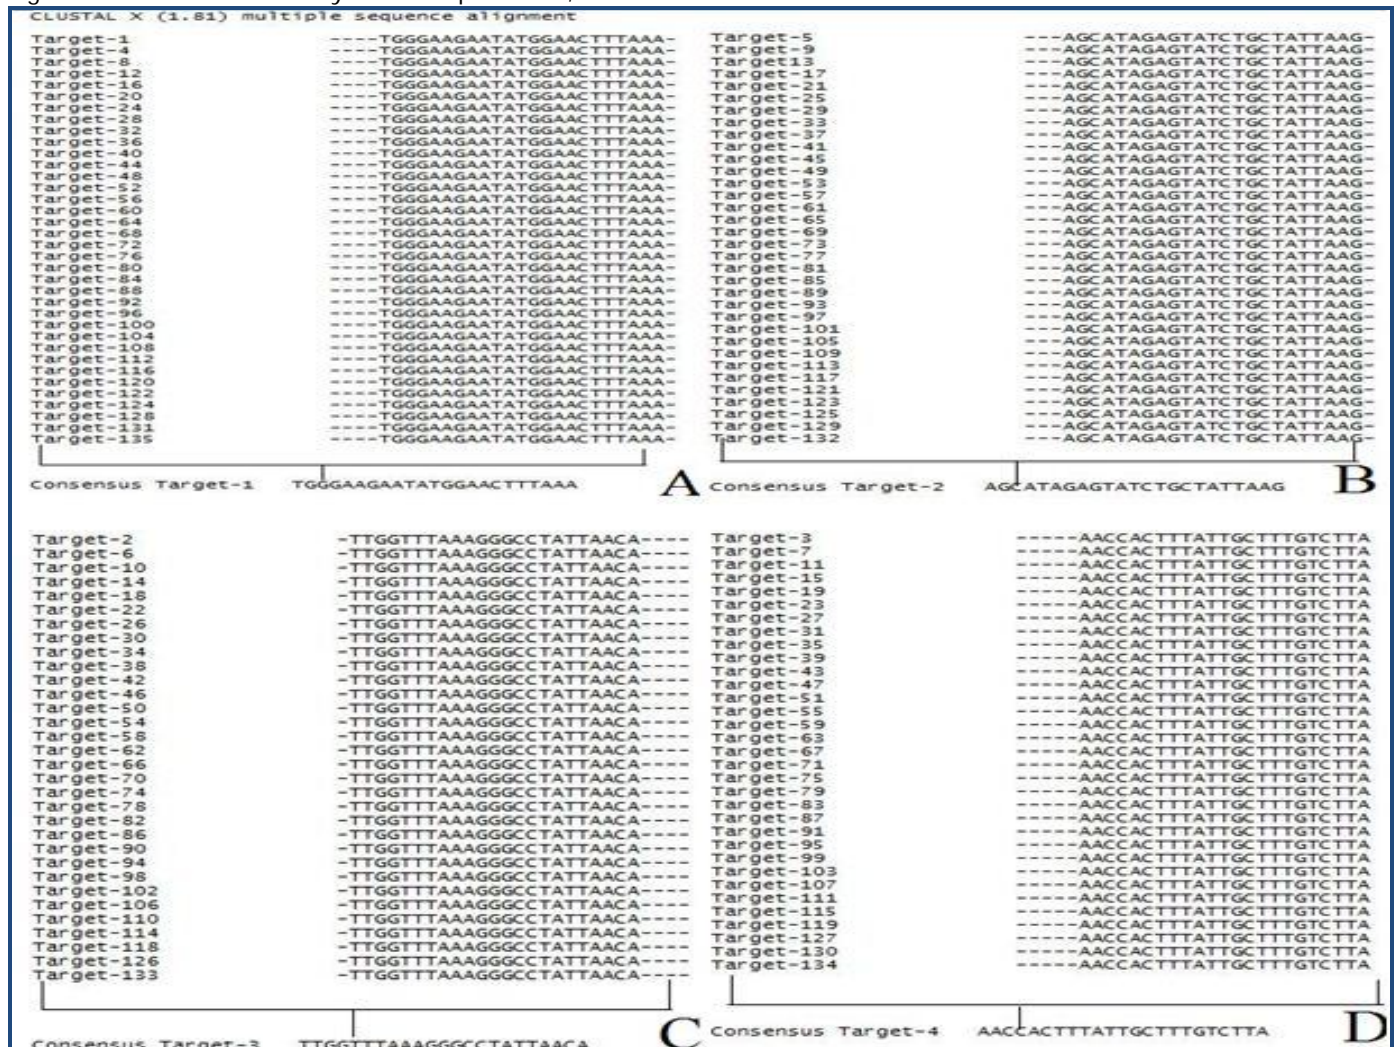 CLUSTAL X (1.81) multiple sequence alignment
Target-1 ----TGGGAAGAATATGGAACTTTAAA-
Target-4 ----TGGGAAGAATATGGAACTTTAAA-
Target-8 ----TGGGAAGAATATGGAACTTTAAA-
Target-12 ----TGGGAAGAATATGGAACTTTAAA-
Target-16 ----TGGGAAGAATATGGAACTTTAAA-
Target-20 ----TGGGAAGAATATGGAACTTTAAA-
Target-24 ----TGGGAAGAATATGGAACTTTAAA-
Target-28 ----TGGGAAGAATATGGAACTTTAAA-
Target-32 ----TGGGAAGAATATGGAACTTTAAA-
Target-36 ----TGGGAAGAATATGGAACTTTAAA-
Target-40 ----TGGGAAGAATATGGAACTTTAAA-
Target-44 ----TGGGAAGAATATGGAACTTTAAA-
Target-48 ----TGGGAAGAATATGGAACTTTAAA-
Target-52 ----TGGGAAGAATATGGAACTTTAAA-
Target-56 ----TGGGAAGAATATGGAACTTTAAA-
Target-60 ----TGGGAAGAATATGGAACTTTAAA-
Target-64 ----TGGGAAGAATATGGAACTTTAAA-
Target-68 ----TGGGAAGAATATGGAACTTTAAA-
Target-72 ----TGGGAAGAATATGGAACTTTAAA-
Target-76 ----TGGGAAGAATATGGAACTTTAAA-
Target-80 ----TGGGAAGAATATGGAACTTTAAA-
Target-84 ----TGGGAAGAATATGGAACTTTAAA-
Target-88 ----TGGGAAGAATATGGAACTTTAAA-
Target-92 ----TGGGAAGAATATGGAACTTTAAA-
Target-96 ----TGGGAAGAATATGGAACTTTAAA-
Target-100 ----TGGGAAGAATATGGAACTTTAAA-
Target-104 ----TGGGAAGAATATGGAACTTTAAA-
Target-108 ----TGGGAAGAATATGGAACTTTAAA-
Target-112 ----TGGGAAGAATATGGAACTTTAAA-
Target-116 ----TGGGAAGAATATGGAACTTTAAA-
Target-120 ----TGGGAAGAATATGGAACTTTAAA-
Target-122 ----TGGGAAGAATATGGAACTTTAAA-
Target-124 ----TGGGAAGAATATGGAACTTTAAA-
Target-128 ----TGGGAAGAATATGGAACTTTAAA-
Target-131 ----TGGGAAGAATATGGAACTTTAAA-
Target-135 ----TGGGAAGAATATGGAACTTTAAA-
Consensus Target-1 TGGGAAGAATATGGAACTTTAAA
A
Target-5 ---AGCATAGAGTATCTGCTATTAAG-
Target-9 ---AGCATAGAGTATCTGCTATTAAG-
Target13 ---AGCATAGAGTATCTGCTATTAAG-
Target-17 ---AGCATAGAGTATCTGCTATTAAG-
Target-21 ---AGCATAGAGTATCTGCTATTAAG-
Target-25 ---AGCATAGAGTATCTGCTATTAAG-
Target-29 ---AGCATAGAGTATCTGCTATTAAG-
Target-33 ---AGCATAGAGTATCTGCTATTAAG-
Target-37 ---AGCATAGAGTATCTGCTATTAAG-
Target-41 ---AGCATAGAGTATCTGCTATTAAG-
Target-45 ---AGCATAGAGTATCTGCTATTAAG-
Target-49 ---AGCATAGAGTATCTGCTATTAAG-
Target-53 ---AGCATAGAGTATCTGCTATTAAG-
Target-57 ---AGCATAGAGTATCTGCTATTAAG-
Target-61 ---AGCATAGAGTATCTGCTATTAAG-
Target-65 ---AGCATAGAGTATCTGCTATTAAG-
Target-69 ---AGCATAGAGTATCTGCTATTAAG-
Target-73 ---AGCATAGAGTATCTGCTATTAAG-
Target-77 ---AGCATAGAGTATCTGCTATTAAG-
Target-81 ---AGCATAGAGTATCTGCTATTAAG-
Target-85 ---AGCATAGAGTATCTGCTATTAAG-
Target-89 ---AGCATAGAGTATCTGCTATTAAG-
Target-93 ---AGCATAGAGTATCTGCTATTAAG-
Target-97 ---AGCATAGAGTATCTGCTATTAAG-
Target-101 ---AGCATAGAGTATCTGCTATTAAG-
Target-105 ---AGCATAGAGTATCTGCTATTAAG-
Target-109 ---AGCATAGAGTATCTGCTATTAAG-
Target-113 ---AGCATAGAGTATCTGCTATTAAG-
Target-117 ---AGCATAGAGTATCTGCTATTAAG-
Target-121 ---AGCATAGAGTATCTGCTATTAAG-
Target-123 ---AGCATAGAGTATCTGCTATTAAG-
Target-125 ---AGCATAGAGTATCTGCTATTAAG-
Target-129 ---AGCATAGAGTATCTGCTATTAAG-
Target-132 ---AGCATAGAGTATCTGCTATTAAG-
Consensus Target-2 AGCATAGAGTATCTGCTATTAAG
B
Target-2 -TTGGTTTAAAGGGCCTATTAACA----
Target-6 -TTGGTTTAAAGGGCCTATTAACA----
Target-10 -TTGGTTTAAAGGGCCTATTAACA----
Target-14 -TTGGTTTAAAGGGCCTATTAACA----
Target-18 -TTGGTTTAAAGGGCCTATTAACA----
Target-22 -TTGGTTTAAAGGGCCTATTAACA----
Target-26 -TTGGTTTAAAGGGCCTATTAACA----
Target-30 -TTGGTTTAAAGGGCCTATTAACA----
Target-34 -TTGGTTTAAAGGGCCTATTAACA----
Target-38 -TTGGTTTAAAGGGCCTATTAACA----
Target-42 -TTGGTTTAAAGGGCCTATTAACA----
Target-46 -TTGGTTTAAAGGGCCTATTAACA----
Target-50 -TTGGTTTAAAGGGCCTATTAACA----
Target-54 -TTGGTTTAAAGGGCCTATTAACA----
Target-58 -TTGGTTTAAAGGGCCTATTAACA----
Target-62 -TTGGTTTAAAGGGCCTATTAACA----
Target-66 -TTGGTTTAAAGGGCCTATTAACA----
Target-70 -TTGGTTTAAAGGGCCTATTAACA----
Target-74 -TTGGTTTAAAGGGCCTATTAACA----
Target-78 -TTGGTTTAAAGGGCCTATTAACA----
Target-82 -TTGGTTTAAAGGGCCTATTAACA----
Target-86 -TTGGTTTAAAGGGCCTATTAACA----
Target-90 -TTGGTTTAAAGGGCCTATTAACA----
Target-94 -TTGGTTTAAAGGGCCTATTAACA----
Target-98 -TTGGTTTAAAGGGCCTATTAACA----
Target-102 -TTGGTTTAAAGGGCCTATTAACA----
Target-106 -TTGGTTTAAAGGGCCTATTAACA----
Target-110 -TTGGTTTAAAGGGCCTATTAACA----
Target-114 -TTGGTTTAAAGGGCCTATTAACA----
Target-118 -TTGGTTTAAAGGGCCTATTAACA----
Target-126 -TTGGTTTAAAGGGCCTATTAACA----
Target-133 -TTGGTTTAAAGGGCCTATTAACA----
Consensus Target-3 TTGGTTTAAAGGGCCTATTAACA
C
Target-3 -----AACCACTTTATTGCTTTGTCTTA
Target-7 -----AACCACTTTATTGCTTTGTCTTA
Target-11 -----AACCACTTTATTGCTTTGTCTTA
Target-15 -----AACCACTTTATTGCTTTGTCTTA
Target-19 -----AACCACTTTATTGCTTTGTCTTA
Target-23 -----AACCACTTTATTGCTTTGTCTTA
Target-27 -----AACCACTTTATTGCTTTGTCTTA
Target-31 -----AACCACTTTATTGCTTTGTCTTA
Target-35 -----AACCACTTTATTGCTTTGTCTTA
Target-39 -----AACCACTTTATTGCTTTGTCTTA
Target-43 -----AACCACTTTATTGCTTTGTCTTA
Target-47 -----AACCACTTTATTGCTTTGTCTTA
Target-51 -----AACCACTTTATTGCTTTGTCTTA
Target-55 -----AACCACTTTATTGCTTTGTCTTA
Target-59 -----AACCACTTTATTGCTTTGTCTTA
Target-63 -----AACCACTTTATTGCTTTGTCTTA
Target-67 -----AACCACTTTATTGCTTTGTCTTA
Target-71 -----AACCACTTTATTGCTTTGTCTTA
Target-75 -----AACCACTTTATTGCTTTGTCTTA
Target-79 -----AACCACTTTATTGCTTTGTCTTA
Target-83 -----AACCACTTTATTGCTTTGTCTTA
Target-87 -----AACCACTTTATTGCTTTGTCTTA
Target-91 -----AACCACTTTATTGCTTTGTCTTA
Target-95 -----AACCACTTTATTGCTTTGTCTTA
Target-99 -----AACCACTTTATTGCTTTGTCTTA
Target-103 -----AACCACTTTATTGCTTTGTCTTA
Target-107 -----AACCACTTTATTGCTTTGTCTTA
Target-111 -----AACCACTTTATTGCTTTGTCTTA
Target-115 -----AACCACTTTATTGCTTTGTCTTA
Target-119 -----AACCACTTTATTGCTTTGTCTTA
Target-127 -----AACCACTTTATTGCTTTGTCTTA
Target-130 -----AACCACTTTATTGCTTTGTCTTA
Target-134 -----AACCACTTTATTGCTTTGTCTTA
Consensus Target-4 AACCACTTTATTGCTTTGTCTTA
D